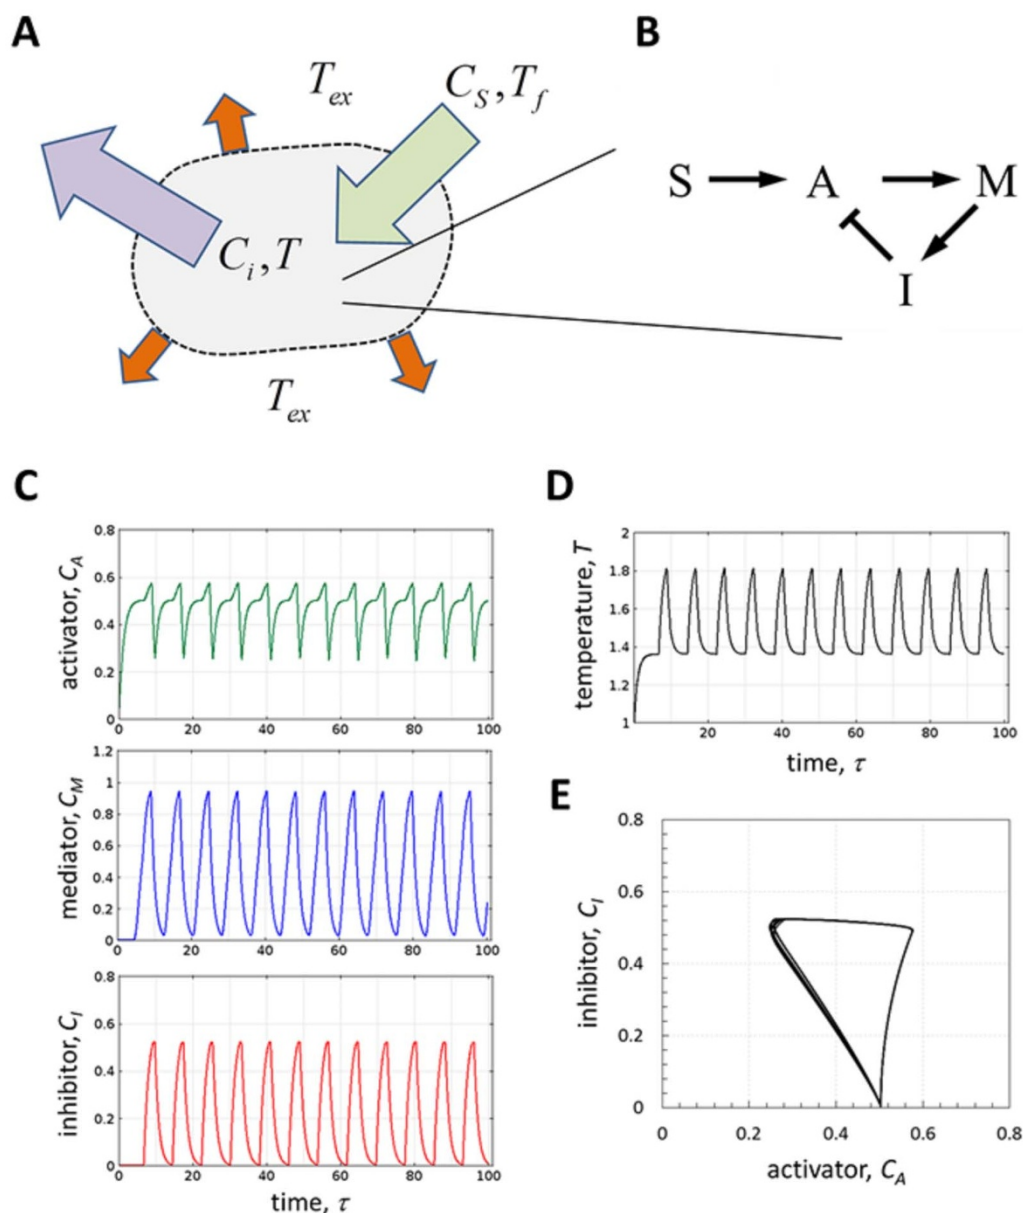 A
B
T_ex
C_S, T_f
C_i, T
T_ex
S
A
M
I
C
D
activator, C_A
0.8
0.6
0.4
0.2
0
0
20
40
60
80
100
mediator, C_M
1.2
1
0.8
0.6
0.4
0.2
0
0
20
40
60
80
100
inhibitor, C_I
0.8
0.6
0.4
0.2
0
0
20
40
60
80
100
time, τ
temperature, T
2
1.8
1.6
1.4
1.2
1
20
40
60
80
100
time, τ
E
inhibitor, C_I
0.8
0.6
0.4
0.2
0
0
0.2
0.4
0.6
0.8
activator, C_A